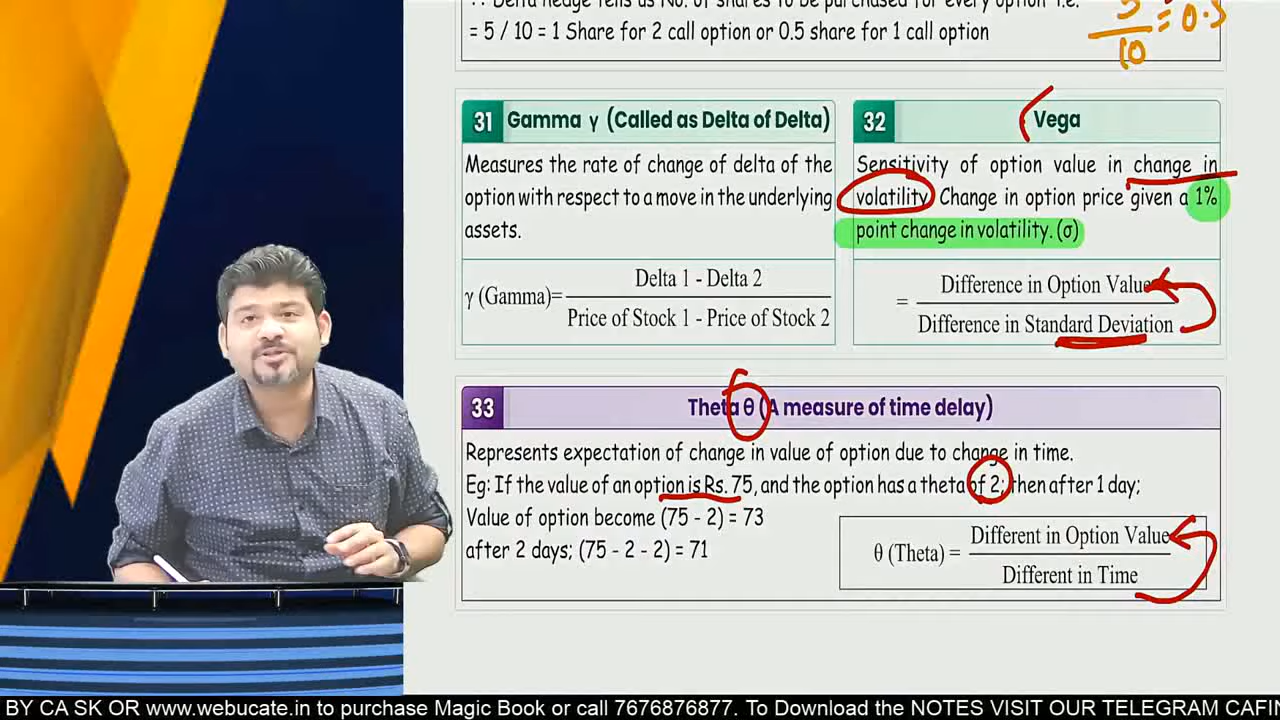 ∴ Delta hedge tells us No. of shares to be purchased for every option i.e.
= 5 / 10 = 1 Share for 2 call option or 0.5 share for 1 call option
5
10
= 0.5
31 Gamma γ (Called as Delta of Delta)
Measures the rate of change of delta of the
option with respect to a move in the underlying
assets.
γ (Gamma)=
Delta 1 - Delta 2
Price of Stock 1 - Price of Stock 2
32 Vega
Sensitivity of option value in change in
volatility. Change in option price given a 1%
point change in volatility. (σ)
=
Difference in Option Value
Difference in Standard Deviation
33 Theta θ (A measure of time delay)
Represents expectation of change in value of option due to change in time.
Eg: If the value of an option is Rs. 75, and the option has a theta of 2; then after 1 day;
Value of option become (75 - 2) = 73
after 2 days; (75 - 2 - 2) = 71
θ (Theta) =
Different in Option Value
Different in Time
BY CA SK OR www.webucate.in to purchase Magic Book or call 7676876877. To Download the NOTES VISIT OUR TELEGRAM CAFIN